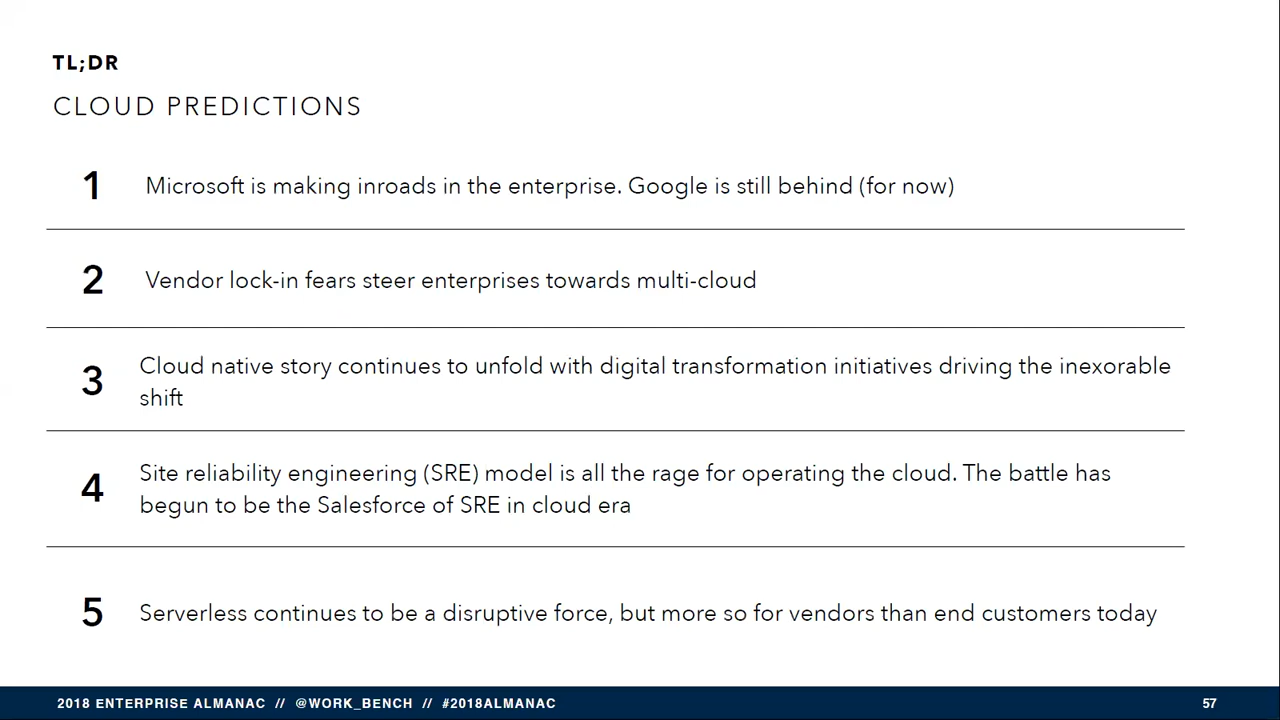 TL;DR
CLOUD PREDICTIONS
1 Microsoft is making inroads in the enterprise. Google is still behind (for now)
2 Vendor lock-in fears steer enterprises towards multi-cloud
3 Cloud native story continues to unfold with digital transformation initiatives driving the inexorable
shift
4 Site reliability engineering (SRE) model is all the rage for operating the cloud. The battle has
begun to be the Salesforce of SRE in cloud era
5 Serverless continues to be a disruptive force, but more so for vendors than end customers today
2018 ENTERPRISE ALMANAC // @WORK_BENCH // #2018ALMANAC 57